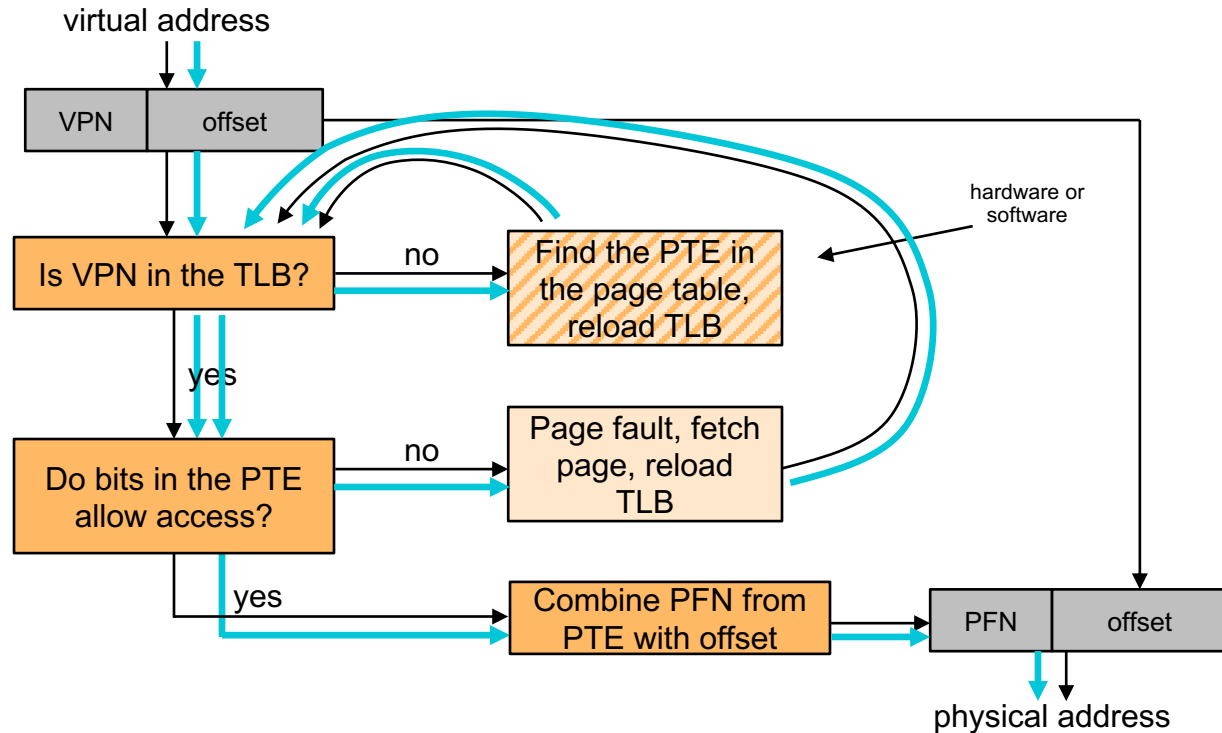 virtual address
VPN
offset
hardware or
software
Is VPN in the TLB?
no
Find the PTE in
the page table,
reload TLB
yes
Do bits in the PTE
allow access?
no
Page fault, fetch
page, reload
TLB
yes
Combine PFN from
PTE with offset
PFN
offset
physical address